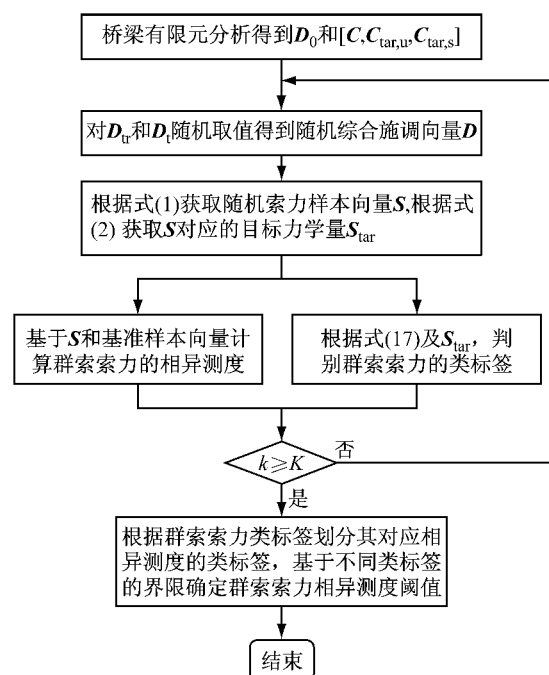 桥梁有限元分析得到D₀和[C,C_tar,u,C_tar,s]
对D_tr和D_t随机取值得到随机综合施调向量D
根据式(1)获取随机索力样本向量S,根据式
(2) 获取S对应的目标力学量S_tar
基于S和基准样本向量计
算群索索力的相异测度
根据式(17)及S_tar，判
别群索索力的类标签
k≥K
否
是
根据群索索力类标签划分其对应相
异测度的类标签，基于不同类标签
的界限确定群索索力相异测度阈值
结束